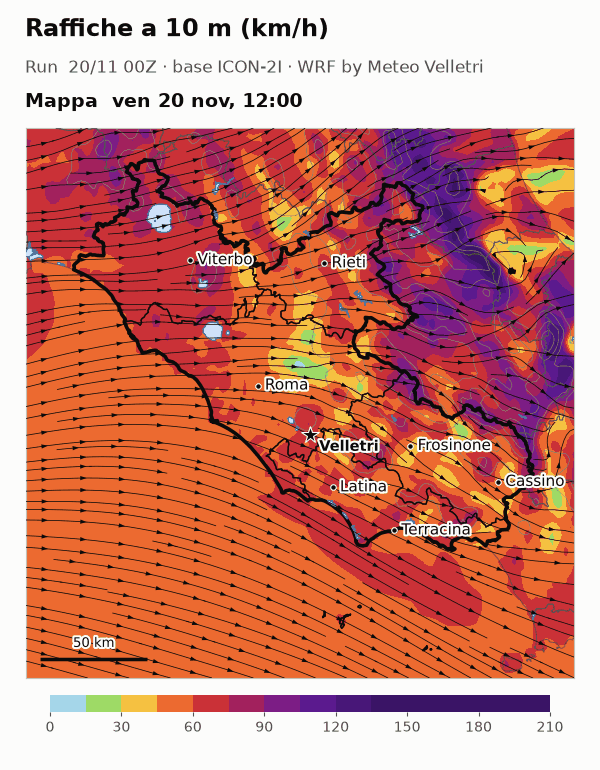 Raffiche a 10 m (km/h)
Run 20/11 00Z · base ICON-2I · WRF by Meteo Velletri
Mappa ven 20 nov, 12:00
Viterbo
Rieti
Roma
Velletri
Frosinone
Cassino
Latina
Terracina
50 km
0 30 60 90 120 150 180 210